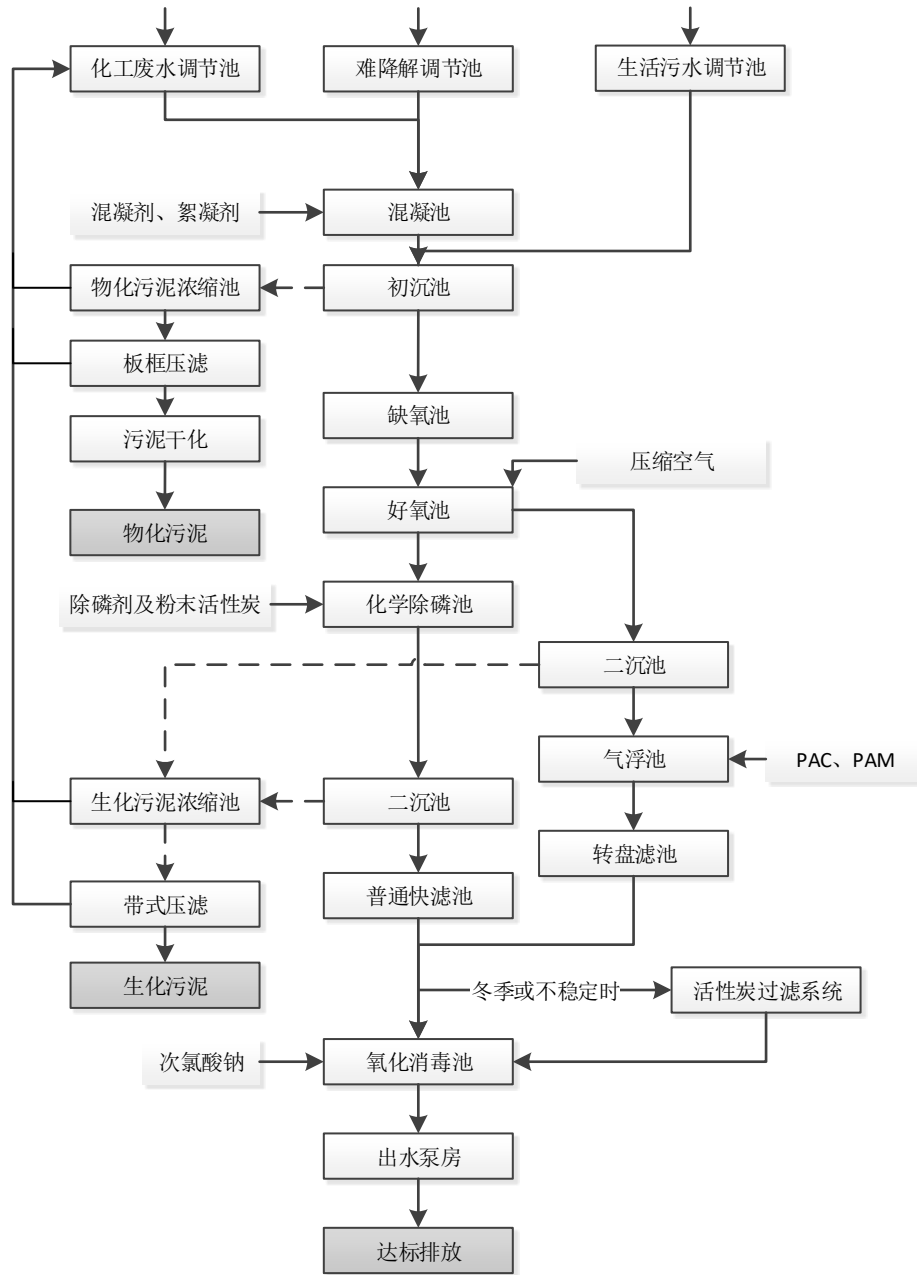 化工废水调节池
难降解调节池
生活污水调节池
混凝剂、絮凝剂
混凝池
物化污泥浓缩池
初沉池
板框压滤
缺氧池
污泥干化
压缩空气
好氧池
物化污泥
除磷剂及粉末活性炭
化学除磷池
二沉池
气浮池
PAC、PAM
生化污泥浓缩池
二沉池
转盘滤池
带式压滤
普通快滤池
生化污泥
冬季或不稳定时
活性炭过滤系统
次氯酸钠
氧化消毒池
出水泵房
达标排放